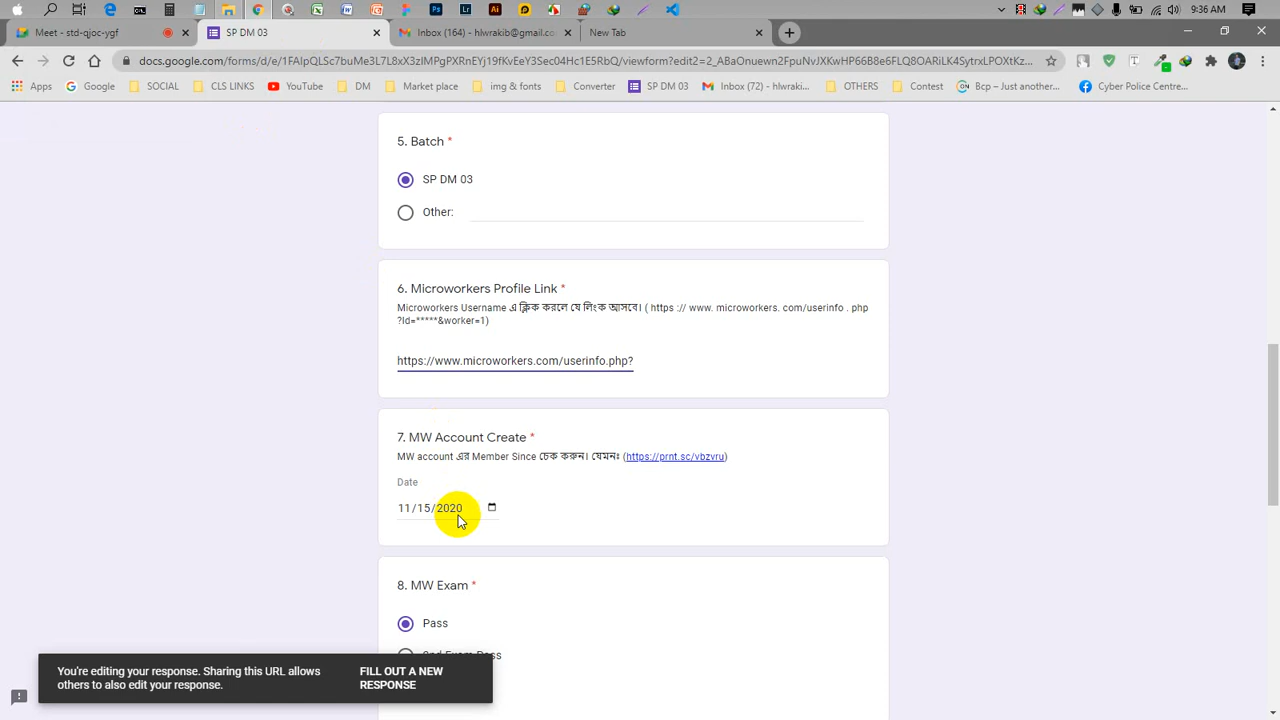 9:36 AM
Meet - std-qjoc-ygf
SP DM 03
Inbox (164) - hlwrakib@gmail.co
New Tab
docs.google.com/forms/d/e/1FAIpQLSc7buMe3L7L8xX3zIMPgPXRFCYj19fKvEeY35rec04Hc1E5RbQ/viewform?edit2=2_ABaOnuewn2FpuNvJXKwHP66B8e6FLQ8OARiLK4SytrxLPOXtKz...
Apps
Google
SOCIAL
CLS LINKS
YouTube
DM
Market place
img & fonts
Converter
SP DM 03
Inbox (72) - hlwraki...
OTHERS
Contest
Bcp – Just another...
Cyber Police Centre...
5. Batch *
SP DM 03
Other:
6. Microworkers Profile Link *
Microworkers Username এ ক্লিক করলে যে লিংক আসবে। ( https :// www. microworkers. com/userinfo . php
?Id=*****&worker=1)
https://www.microworkers.com/userinfo.php?
7. MW Account Create *
MW account এর Member Since চেক করুন। যেমনঃ (https://prnt.sc/vbzvru)
Date
11/15/2020
8. MW Exam *
Pass
2nd Exam Pass
You're editing your response. Sharing this URL allows
others to also edit your response.
FILL OUT A NEW
RESPONSE